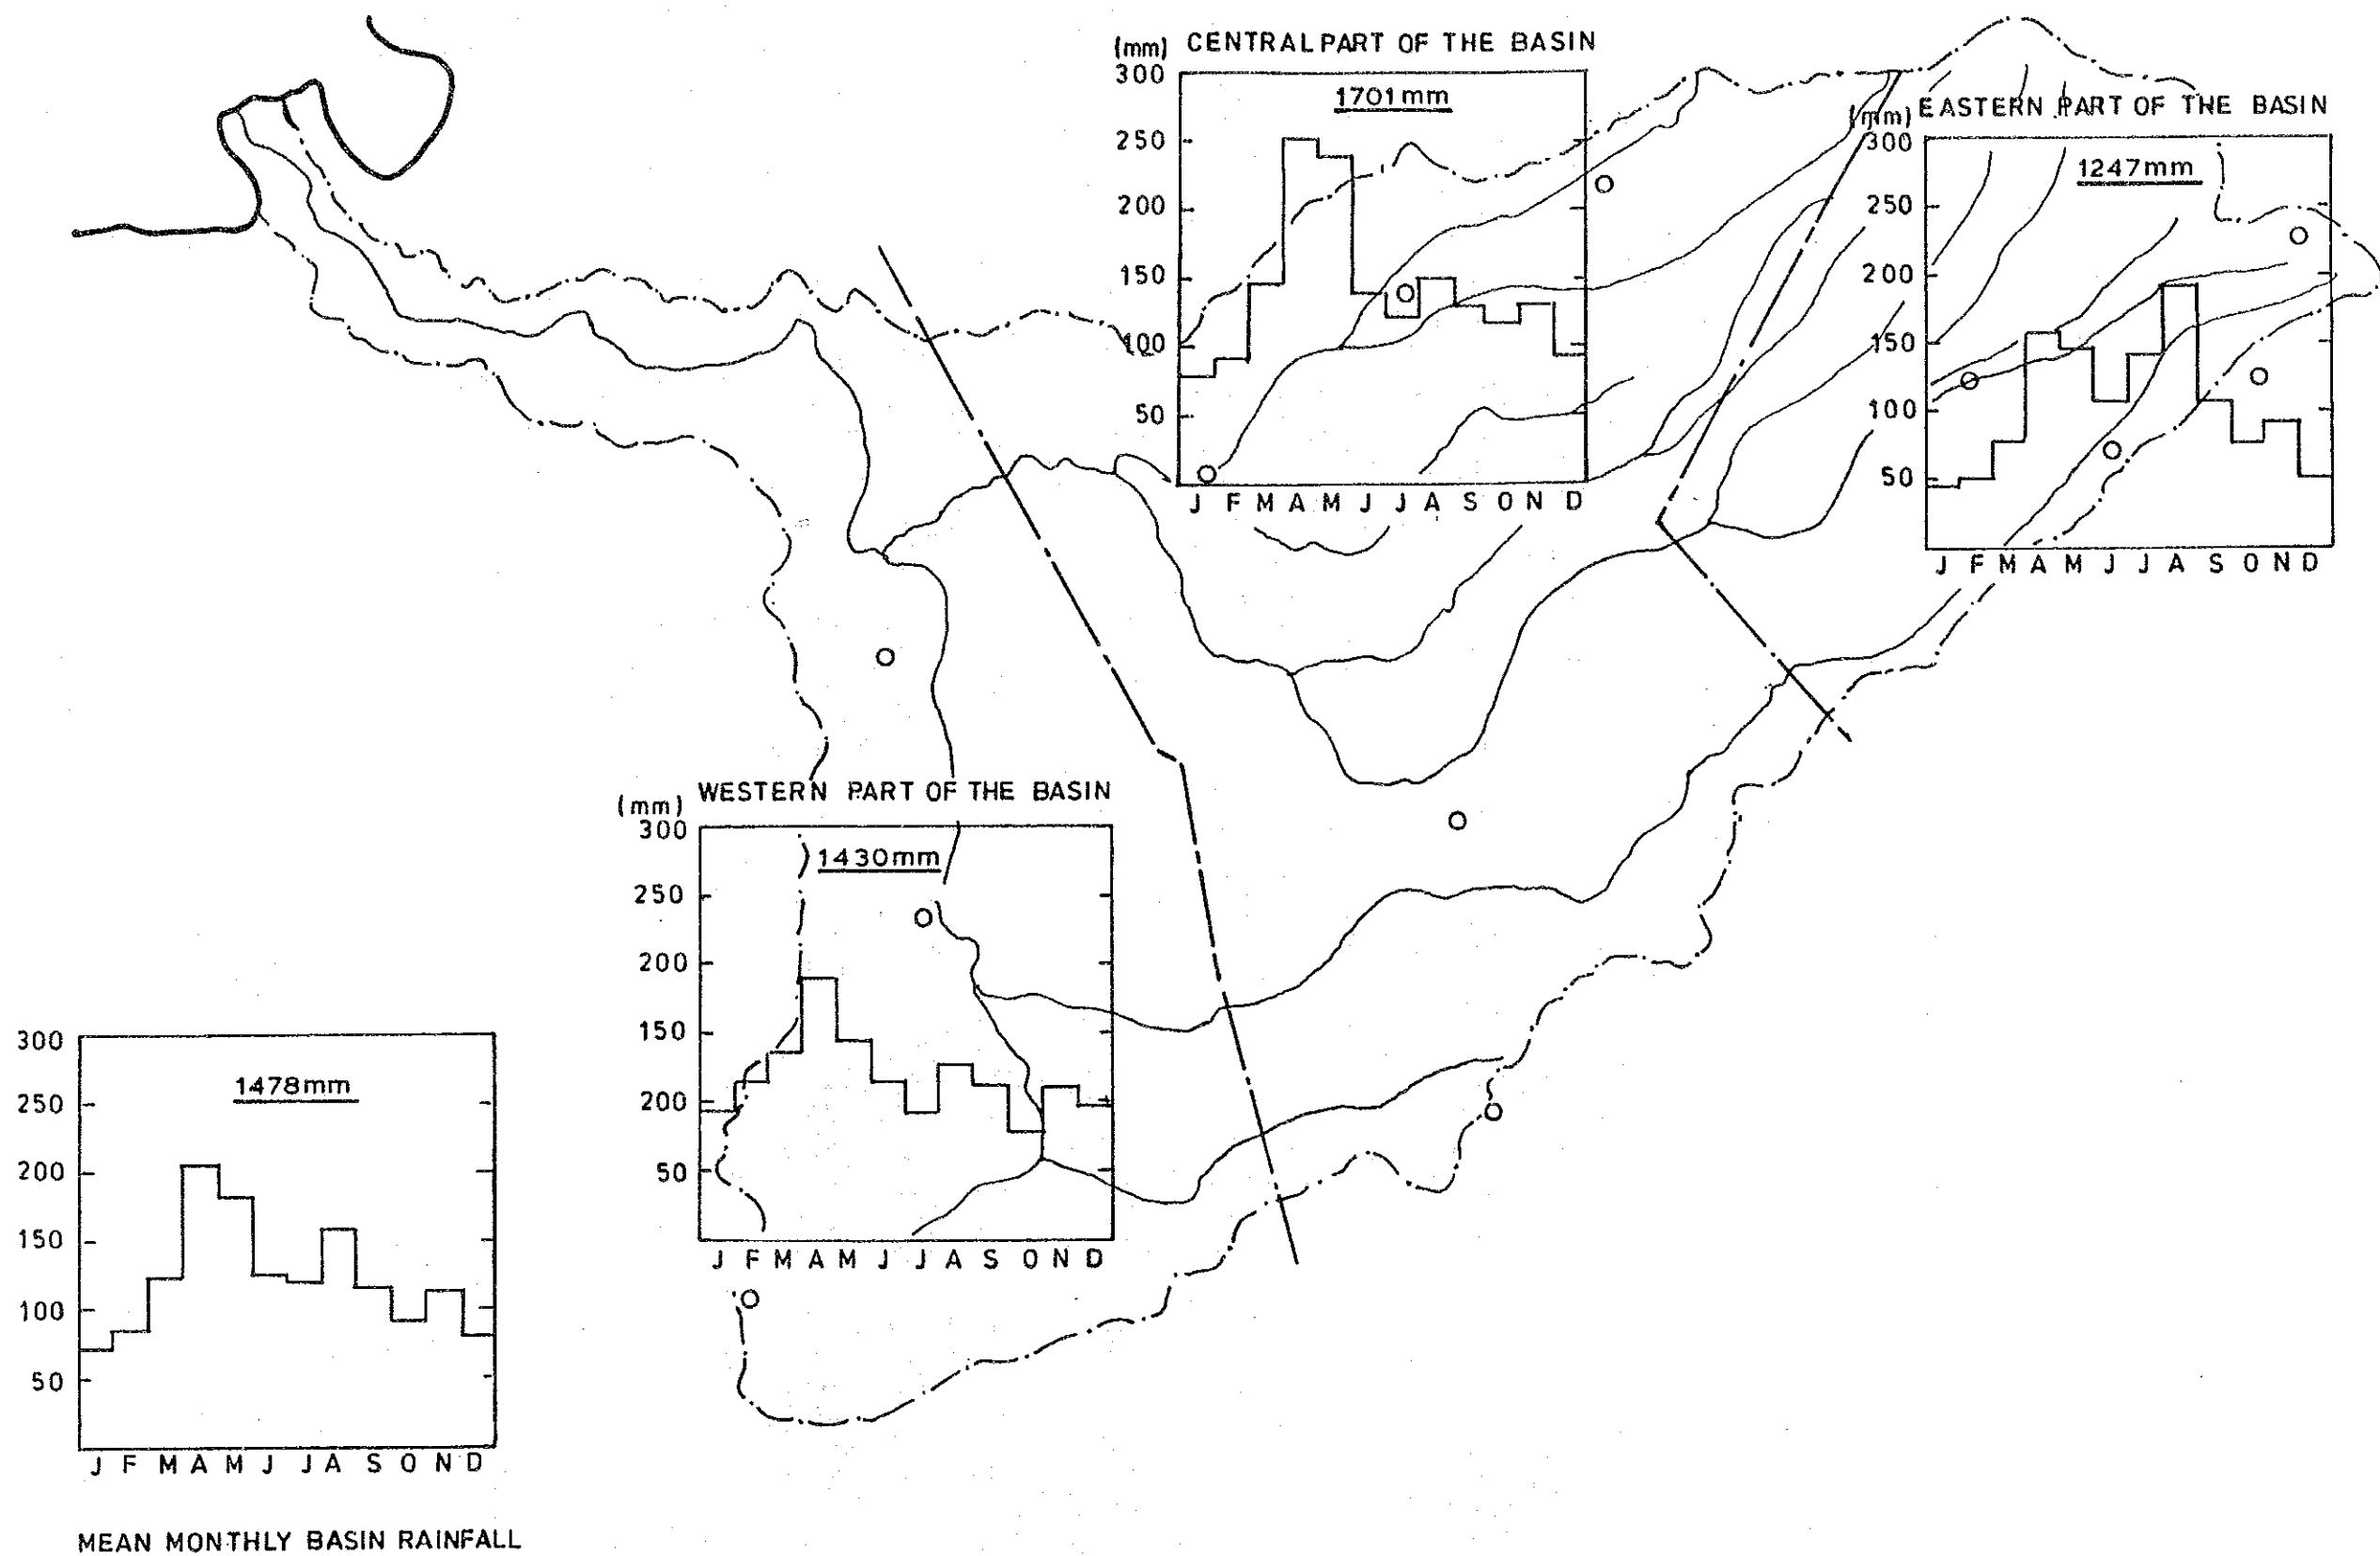 (mm) CENTRAL PART OF THE BASIN
300
1701mm
250
200
150
100
50
J F M A M J J A S O N D
(mm) EASTERN PART OF THE BASIN
300
1247mm
250
200
150
100
50
J F M A M J J A S O N D
(mm) WESTERN PART OF THE BASIN
300
1430mm
250
200
150
200
50
J F M A M J J A S O N D
300
1478mm
250
200
150
100
50
J F M A M J J A S O N D
MEAN MONTHLY BASIN RAINFALL